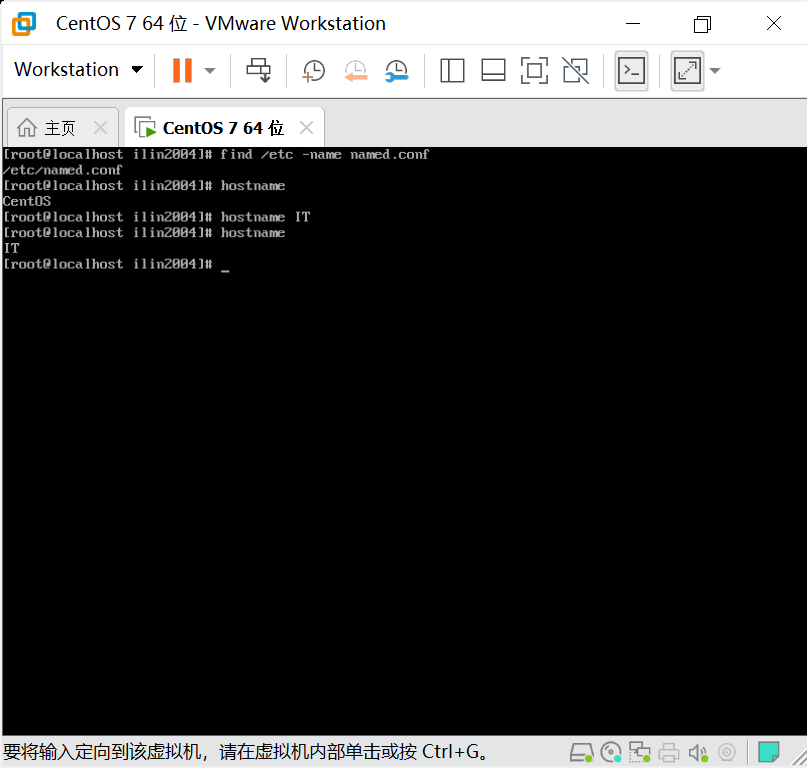 CentOS 7 64 位 - VMware Workstation
Workstation
主页
CentOS 7 64 位
[root@localhost ilin2004]# find /etc -name named.conf
/etc/named.conf
[root@localhost ilin2004]# hostname
CentOS
[root@localhost ilin2004]# hostname IT
[root@localhost ilin2004]# hostname
IT
[root@localhost ilin2004]# _
要将输入定向到该虚拟机，请在虚拟机内部单击或按 Ctrl+G。